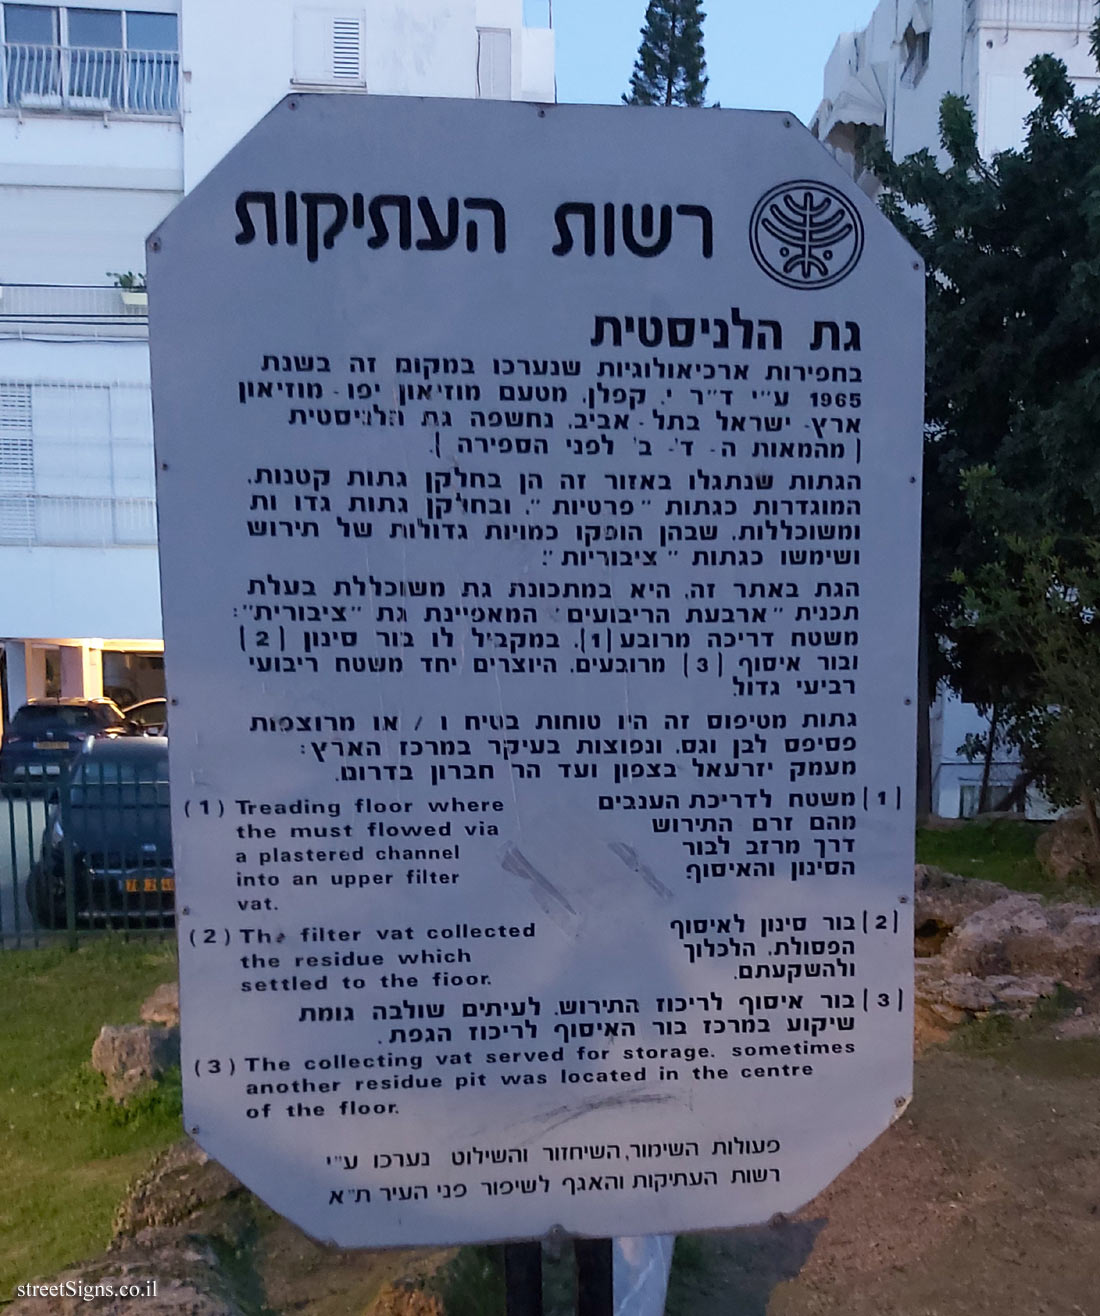 רשות העתיקות
גת הלניסטית
בחפירות ארכיאולוגיות שנערכו במקום זה בשנת
1965 ע״י ד״ר י. קפלן, מטעם מוזיאון יפו - מוזיאון
ארץ - ישראל בתל - אביב, נחשפה גת הלניסטית
( מהמאות ה - ד' - ב' לפני הספירה ).
הגתות שנתגלו באזור זה הן בחלקן גתות קטנות,
המוגדרות כגתות ״פרטיות״, ובחלקן גתות גדו ות
ומשוכללות, שבהן הופקו כמויות גדולות של תירוש
ושימשו כגתות ״ציבוריות״:
הגת באתר זה, היא במתכונת גת משוכללת בעלת
תכנית ״ארבעת הריבועים״ המאפיינת גת ״ציבורית״:
משטח דריכה מרובע (1), במקביל לו בור סינון (2)
ובור איסוף (3) מרובעים, היוצרים יחד משטח ריבועי
רביעי גדול.
גתות מטיפוס זה היו טוחות בטיח ו / או מרוצפות
פסיפס לבן וגס, ונפוצות בעיקר במרכז הארץ:
מעמק יזרעאל בצפון ועד הר חברון בדרום.
(1) משטח לדריכת הענבים
מהם זרם התירוש
דרך מרזב לבור
הסינון והאיסוף.
(1) Treading floor where
the must flowed via
a plastered channel
into an upper filter
vat.
(2) בור סינון לאיסוף
הפסולת, הלכלוך
ולהשקעתם.
(2) The filter vat collected
the residue which
settled to the floor.
(3) בור איסוף לריכוז התירוש, לעיתים שולבה גומת
שיקוע במרכז בור האיסוף לריכוז הגפת.
(3) The collecting vat served for storage. sometimes
another residue pit was located in the centre
of the floor.
פעולות השימור, השיחזור והשילוט נערכו ע״י
רשות העתיקות והאגף לשיפור פני העיר ת״א
streetSigns.co.il